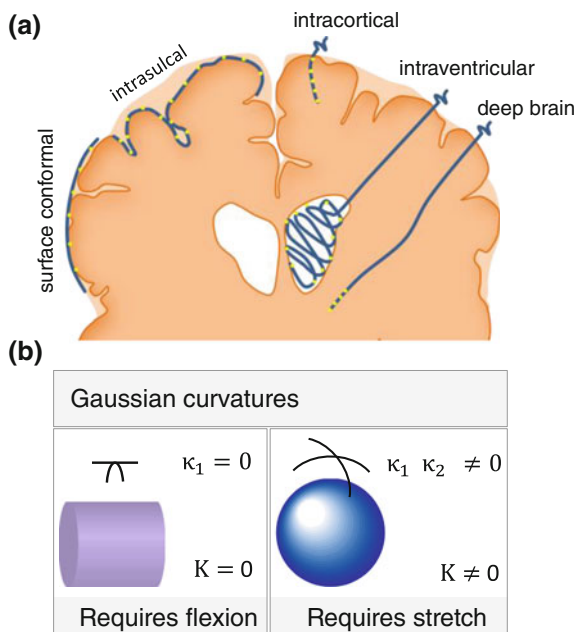 (a)
intracortical
intraventricular
deep brain
intrasulcal
surface conformal
(b)
Gaussian curvatures
κ₁ = 0
K = 0
Requires flexion
κ₁ κ₂ ≠ 0
K ≠ 0
Requires stretch